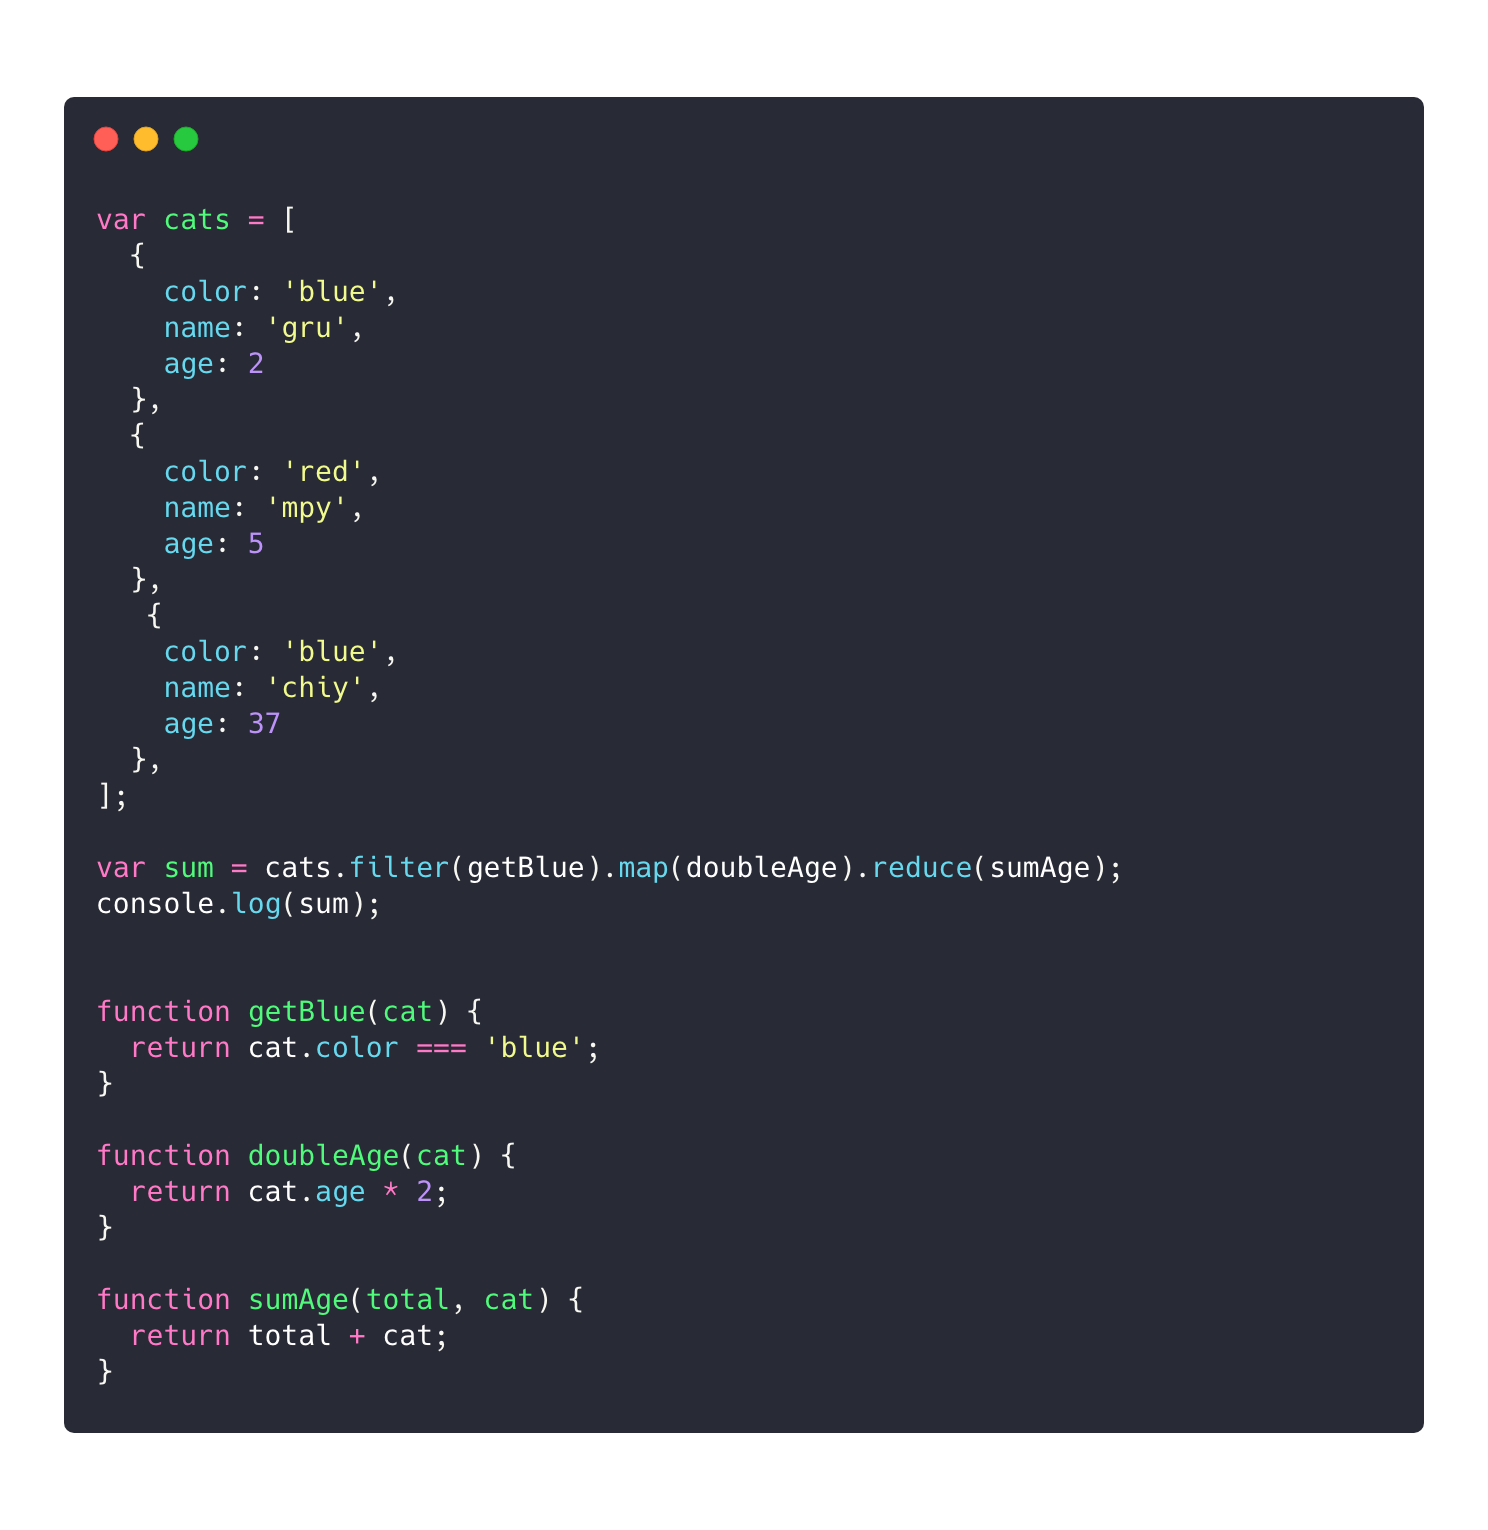 var cats = [
  {
    color: 'blue',
    name: 'gru',
    age: 2
  },
  {
    color: 'red',
    name: 'mpy',
    age: 5
  },
   {
    color: 'blue',
    name: 'chiy',
    age: 37
  },
];

var sum = cats.filter(getBlue).map(doubleAge).reduce(sumAge);
console.log(sum);


function getBlue(cat) {
  return cat.color === 'blue';
}

function doubleAge(cat) {
  return cat.age * 2;
}

function sumAge(total, cat) {
  return total + cat;
}